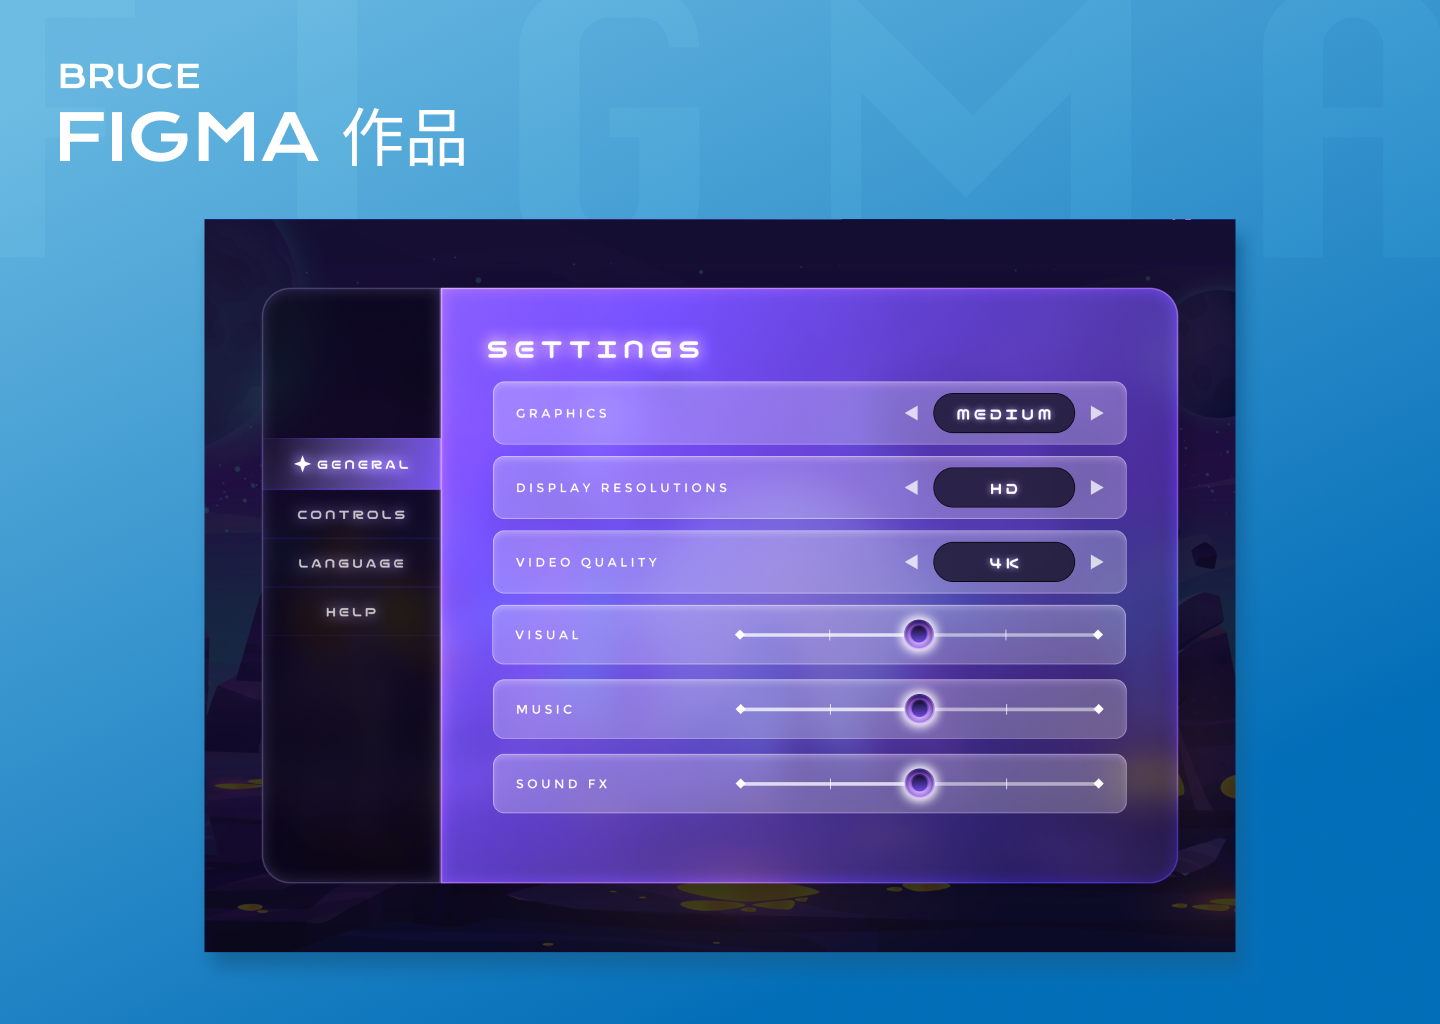 FIGMA
BRUCE
FIGMA 作品
SETTINGS
GRAPHICS
MEDIUM
GENERAL
DISPLAY RESOLUTIONS
HD
CONTROLS
LANGUAGE
VIDEO QUALITY
4K
HELP
VISUAL
MUSIC
SOUND FX